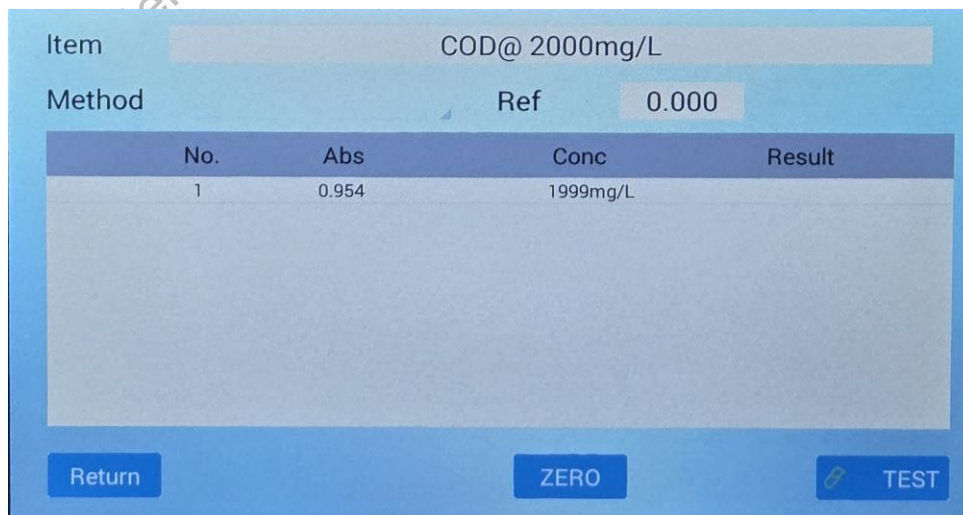 Item COD@ 2000mg/L
Method Ref 0.000
No. Abs Conc Result
1 0.954 1999mg/L
Return ZERO TEST